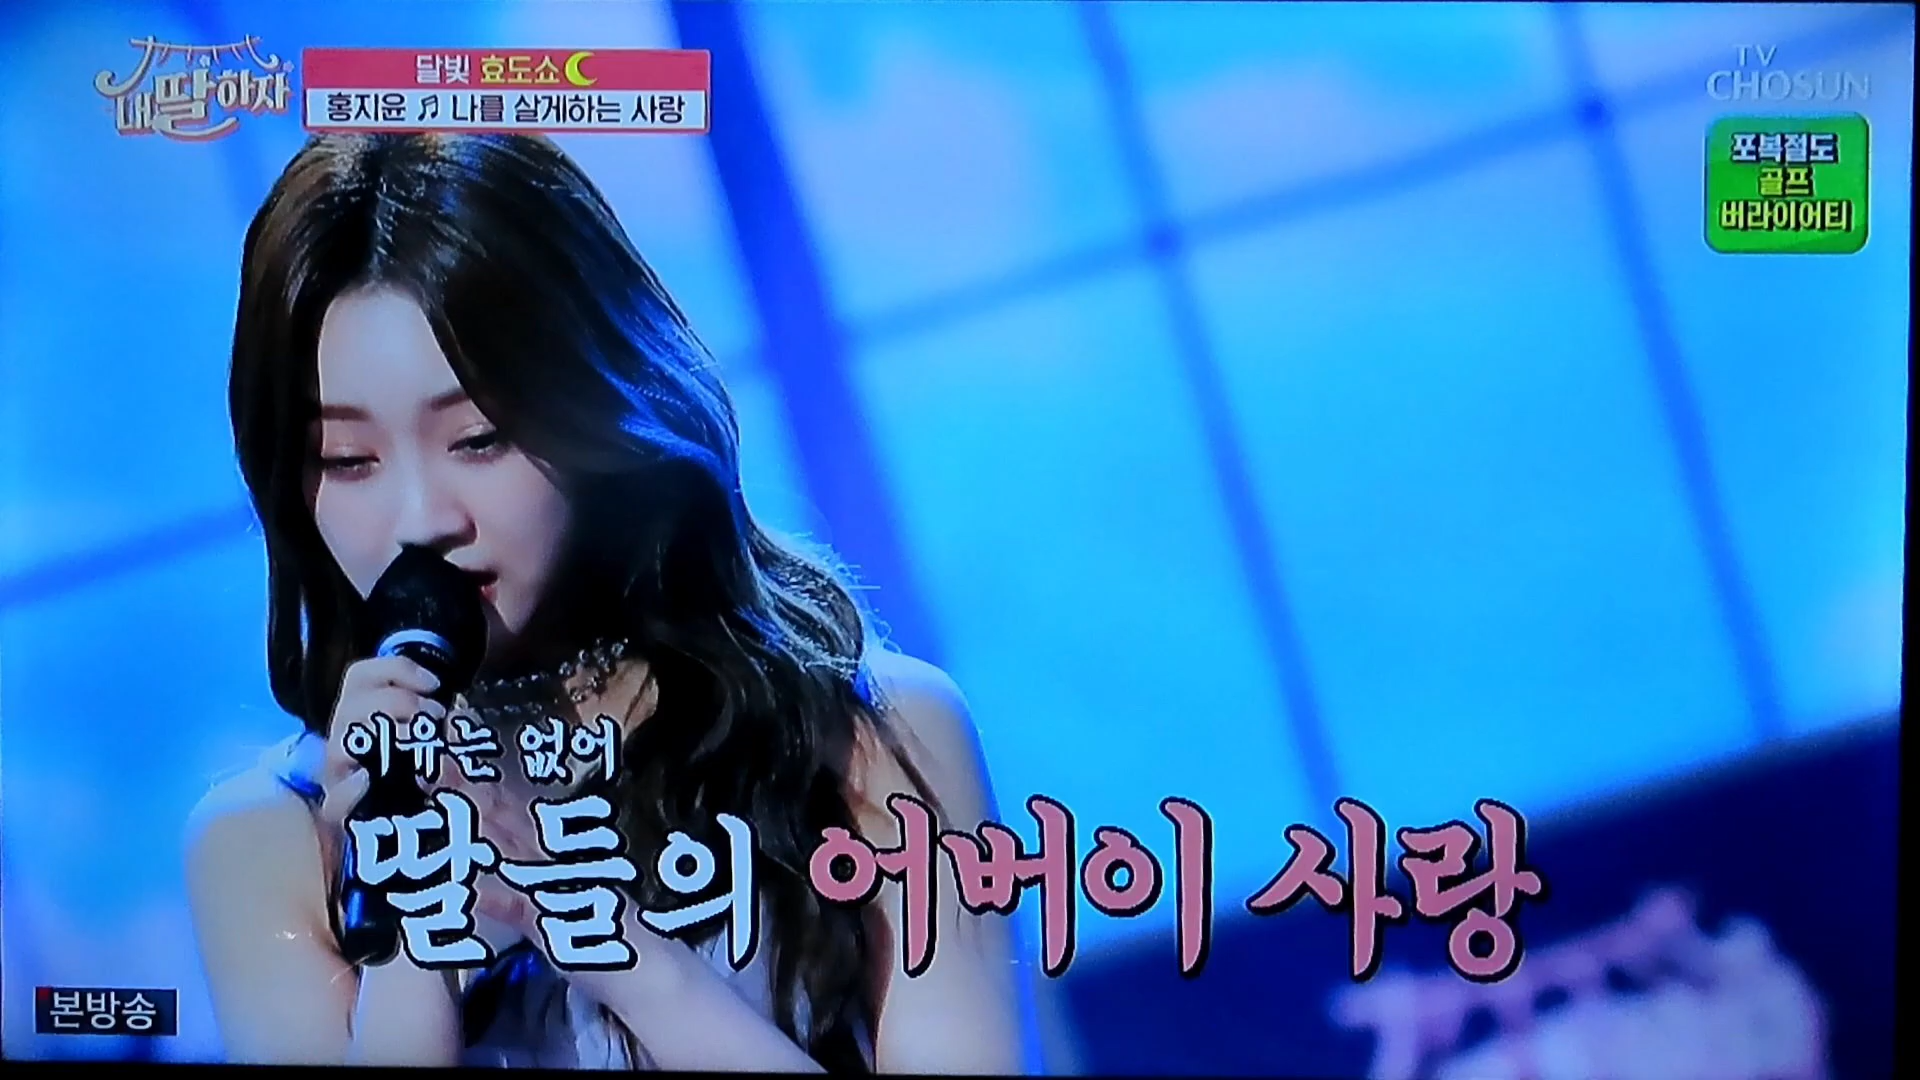 내 딸 하자
달빛 효도쇼
홍지윤 ♬ 나를 살게하는 사랑
TV
CHOSUN
포복절도
골프
버라이어티
이유는 없어
딸들의 어버이 사랑
본방송